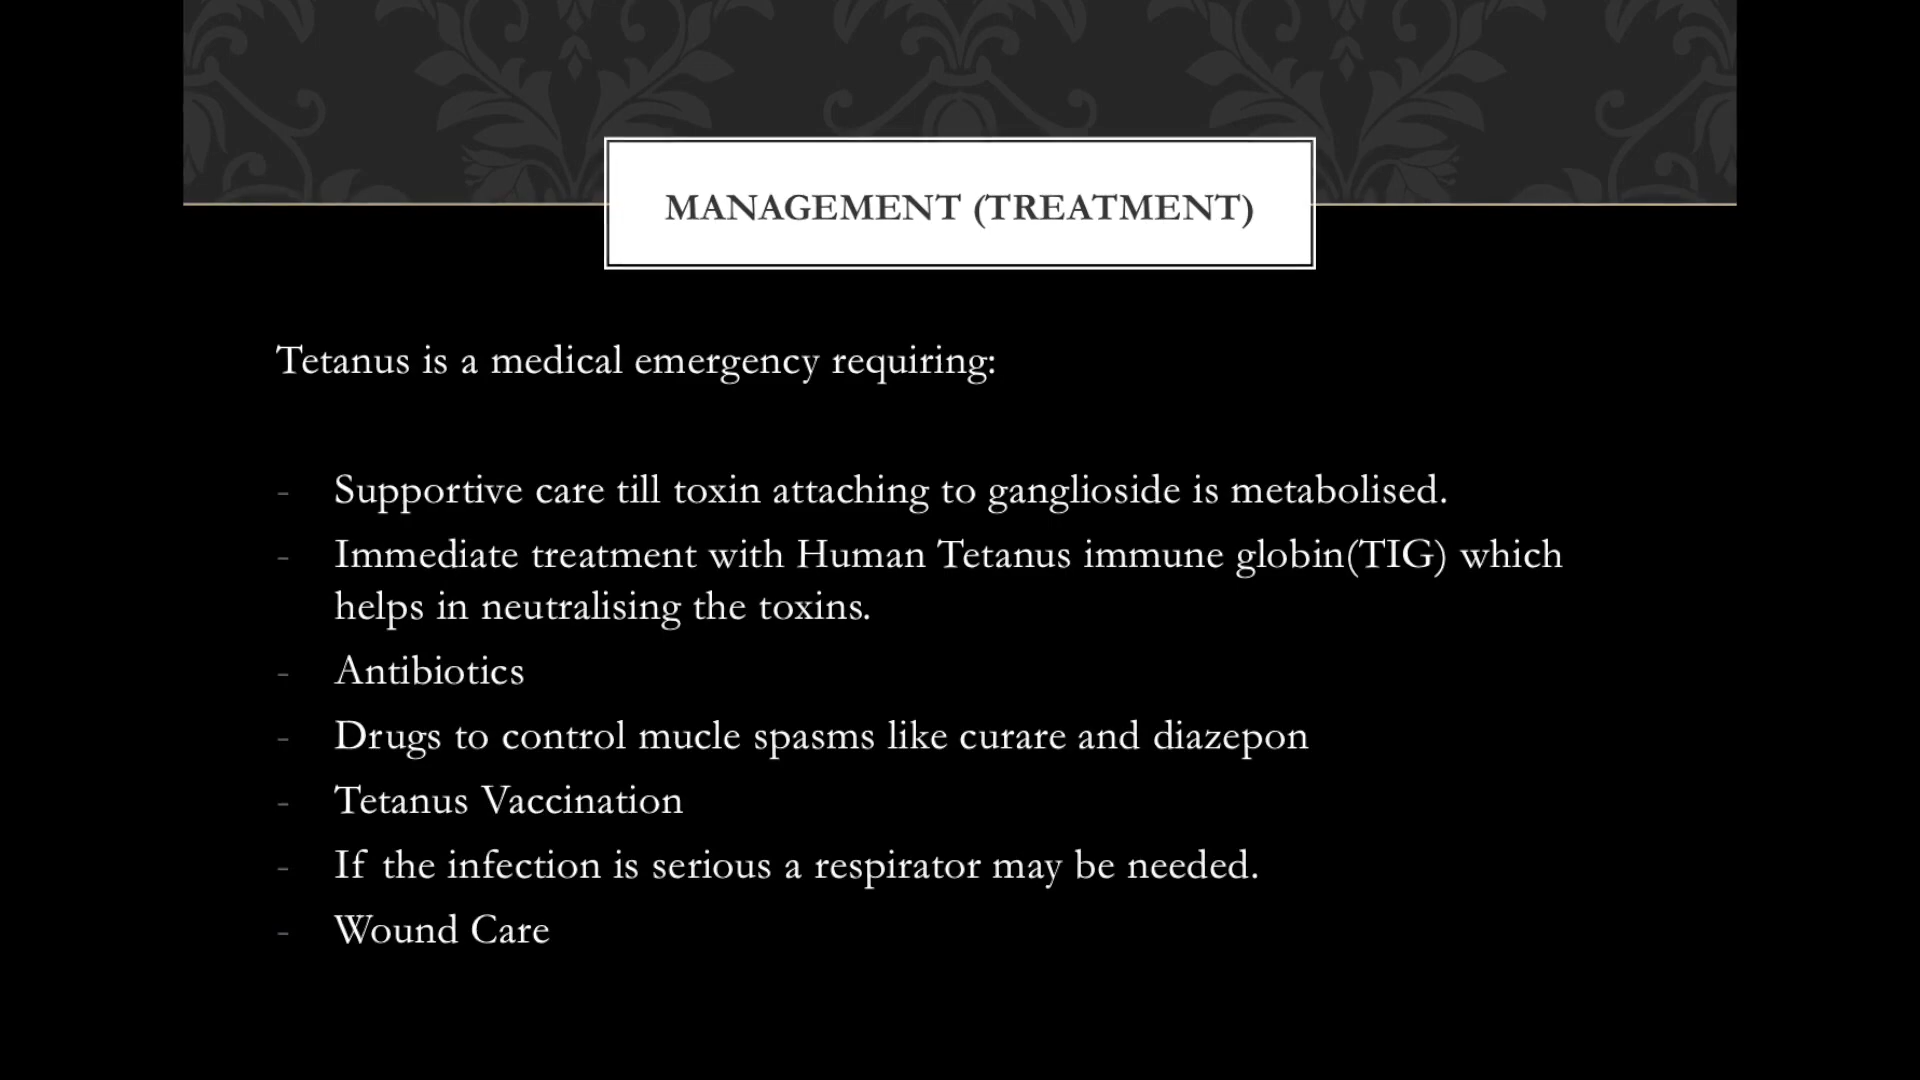 MANAGEMENT (TREATMENT)
Tetanus is a medical emergency requiring:
- Supportive care till toxin attaching to ganglioside is metabolised.
- Immediate treatment with Human Tetanus immune globin(TIG) which
helps in neutralising the toxins.
- Antibiotics
- Drugs to control mucle spasms like curare and diazepon
- Tetanus Vaccination
- If the infection is serious a respirator may be needed.
- Wound Care